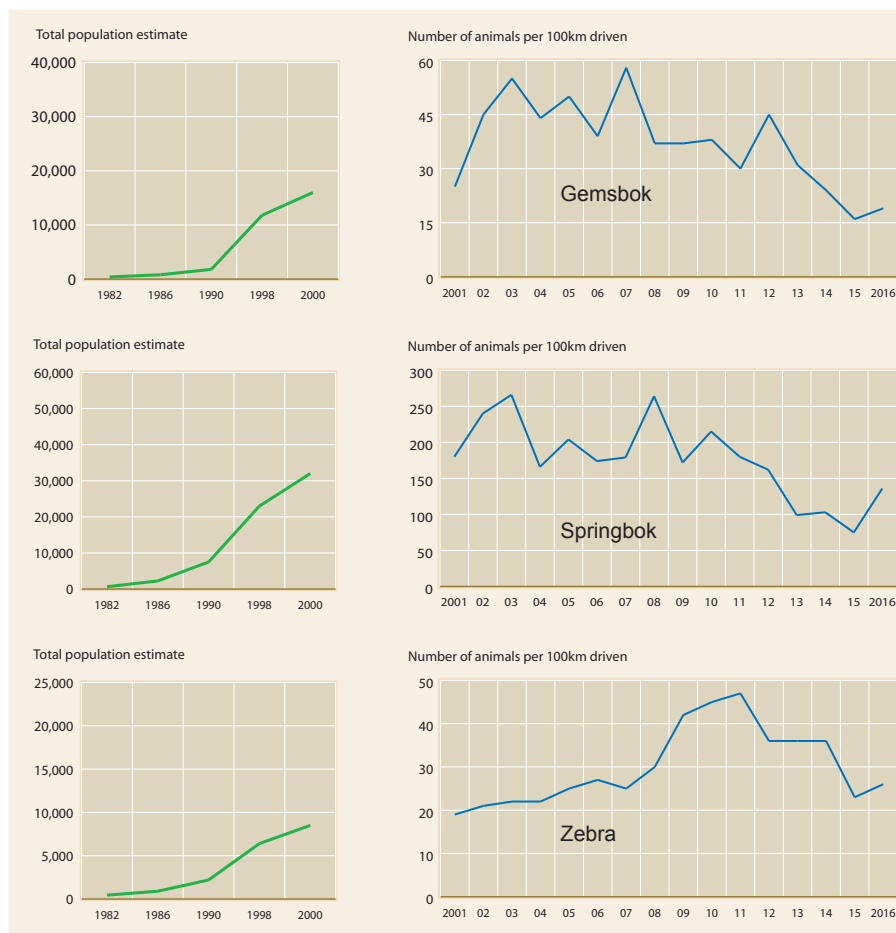 Total population estimate
40,000
30,000
20,000
10,000
0
1982 1986 1990 1998 2000
Number of animals per 100km driven
60
45
30
15
0
Gemsbok
2001 02 03 04 05 06 07 08 09 10 11 12 13 14 15 2016
Total population estimate
60,000
50,000
40,000
30,000
20,000
10,000
0
1982 1986 1990 1998 2000
Number of animals per 100km driven
300
250
200
150
100
50
0
Springbok
2001 02 03 04 05 06 07 08 09 10 11 12 13 14 15 2016
Total population estimate
25,000
20,000
15,000
10,000
5,000
0
1982 1986 1990 1998 2000
Number of animals per 100km driven
50
40
30
20
10
0
Zebra
2001 02 03 04 05 06 07 08 09 10 11 12 13 14 15 2016